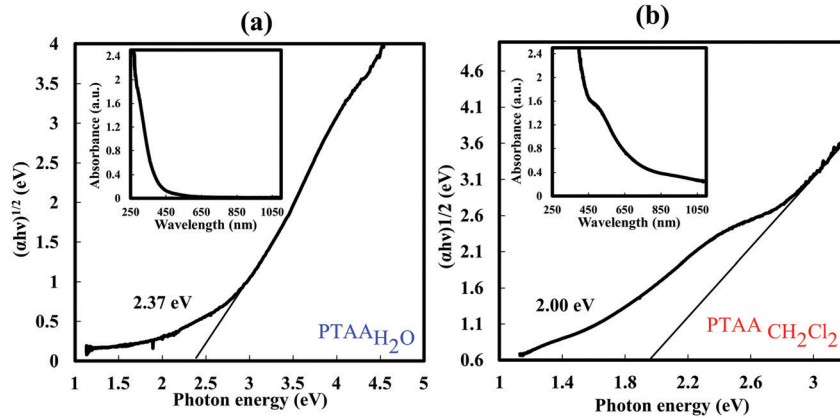 (a)
(αhν)1/2 (eV)
4
3.5
3
2.5
2
1.5
1
0.5
0
1 1.5 2 2.5 3 3.5 4 4.5 5
Photon energy (eV)
Absorbance (a.u.)
2.4
2
1.6
1.2
0.8
0.4
0
250 450 650 850 1050
Wavelength (nm)
2.37 eV
PTAAH2O
(b)
(αhν)1/2 (eV)
4.6
4.1
3.6
3.1
2.6
2.1
1.6
1.1
0.6
1 1.4 1.8 2.2 2.6 3
Photon energy (eV)
Absorbance (a.u.)
2.4
2
1.6
1.2
0.8
0.4
0
250 450 650 850 1050
Wavelength (nm)
2.00 eV
PTAA CH2Cl2